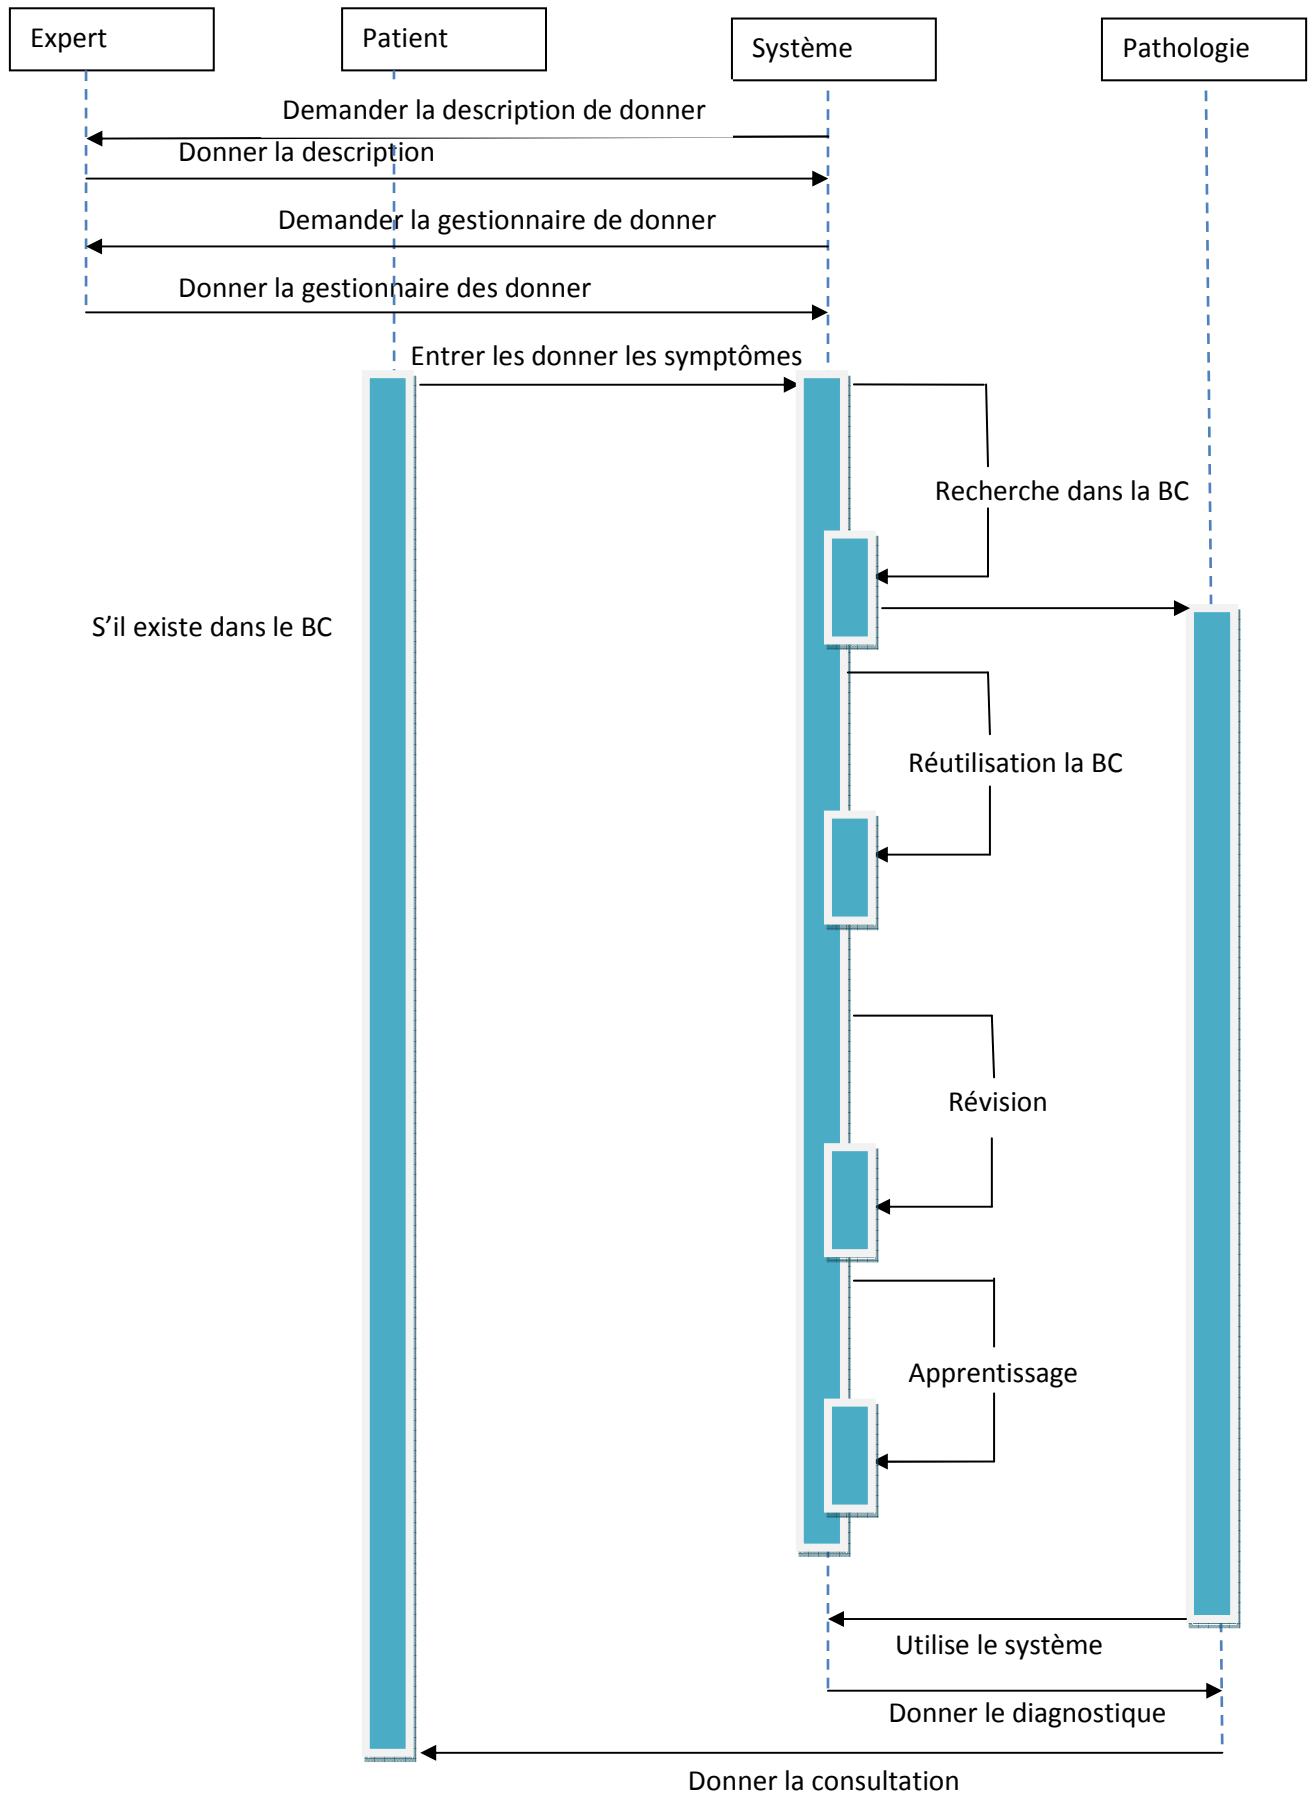 Expert
Patient
Système
Pathologie
Demander la description de donner
Donner la description
Demander la gestionnaire de donner
Donner la gestionnaire des donner
Entrer les donner les symptômes
Recherche dans la BC
S’il existe dans le BC
Réutilisation la BC
Révision
Apprentissage
Utilise le système
Donner le diagnostique
Donner la consultation